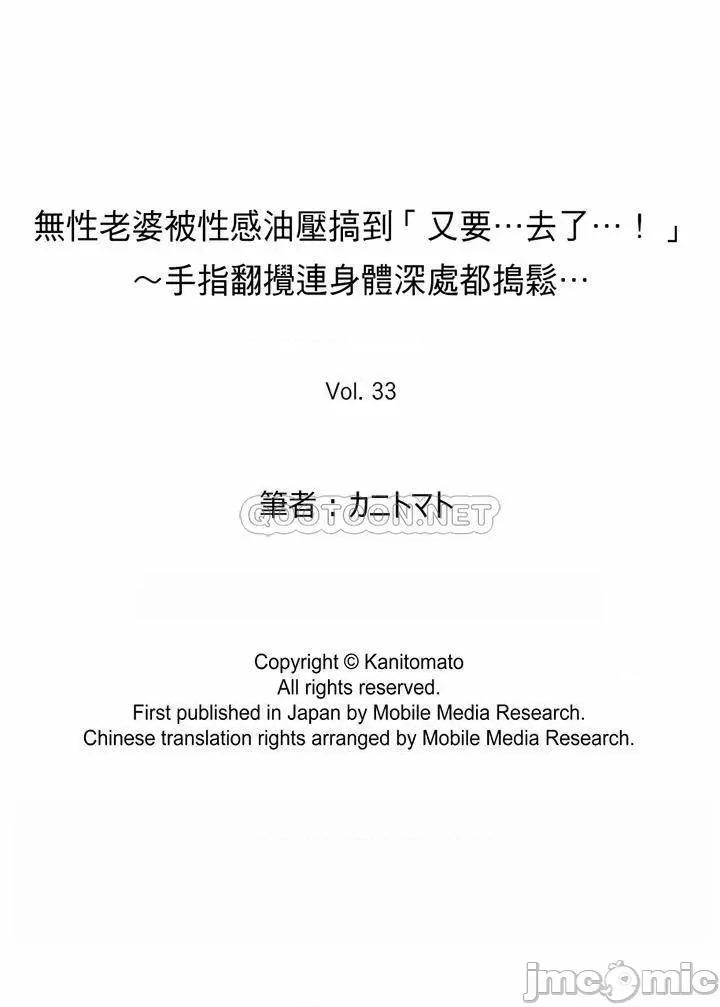 無性老婆被性感油壓搞到「又要…去了…！」
～手指翻攪連身體深處都搗鬆…
Vol. 33
筆者：カニトマト
QUOTOON.NET
Copyright © Kanitomato
All rights reserved.
First published in Japan by Mobile Media Research.
Chinese translation rights arranged by Mobile Media Research.
jmcomic